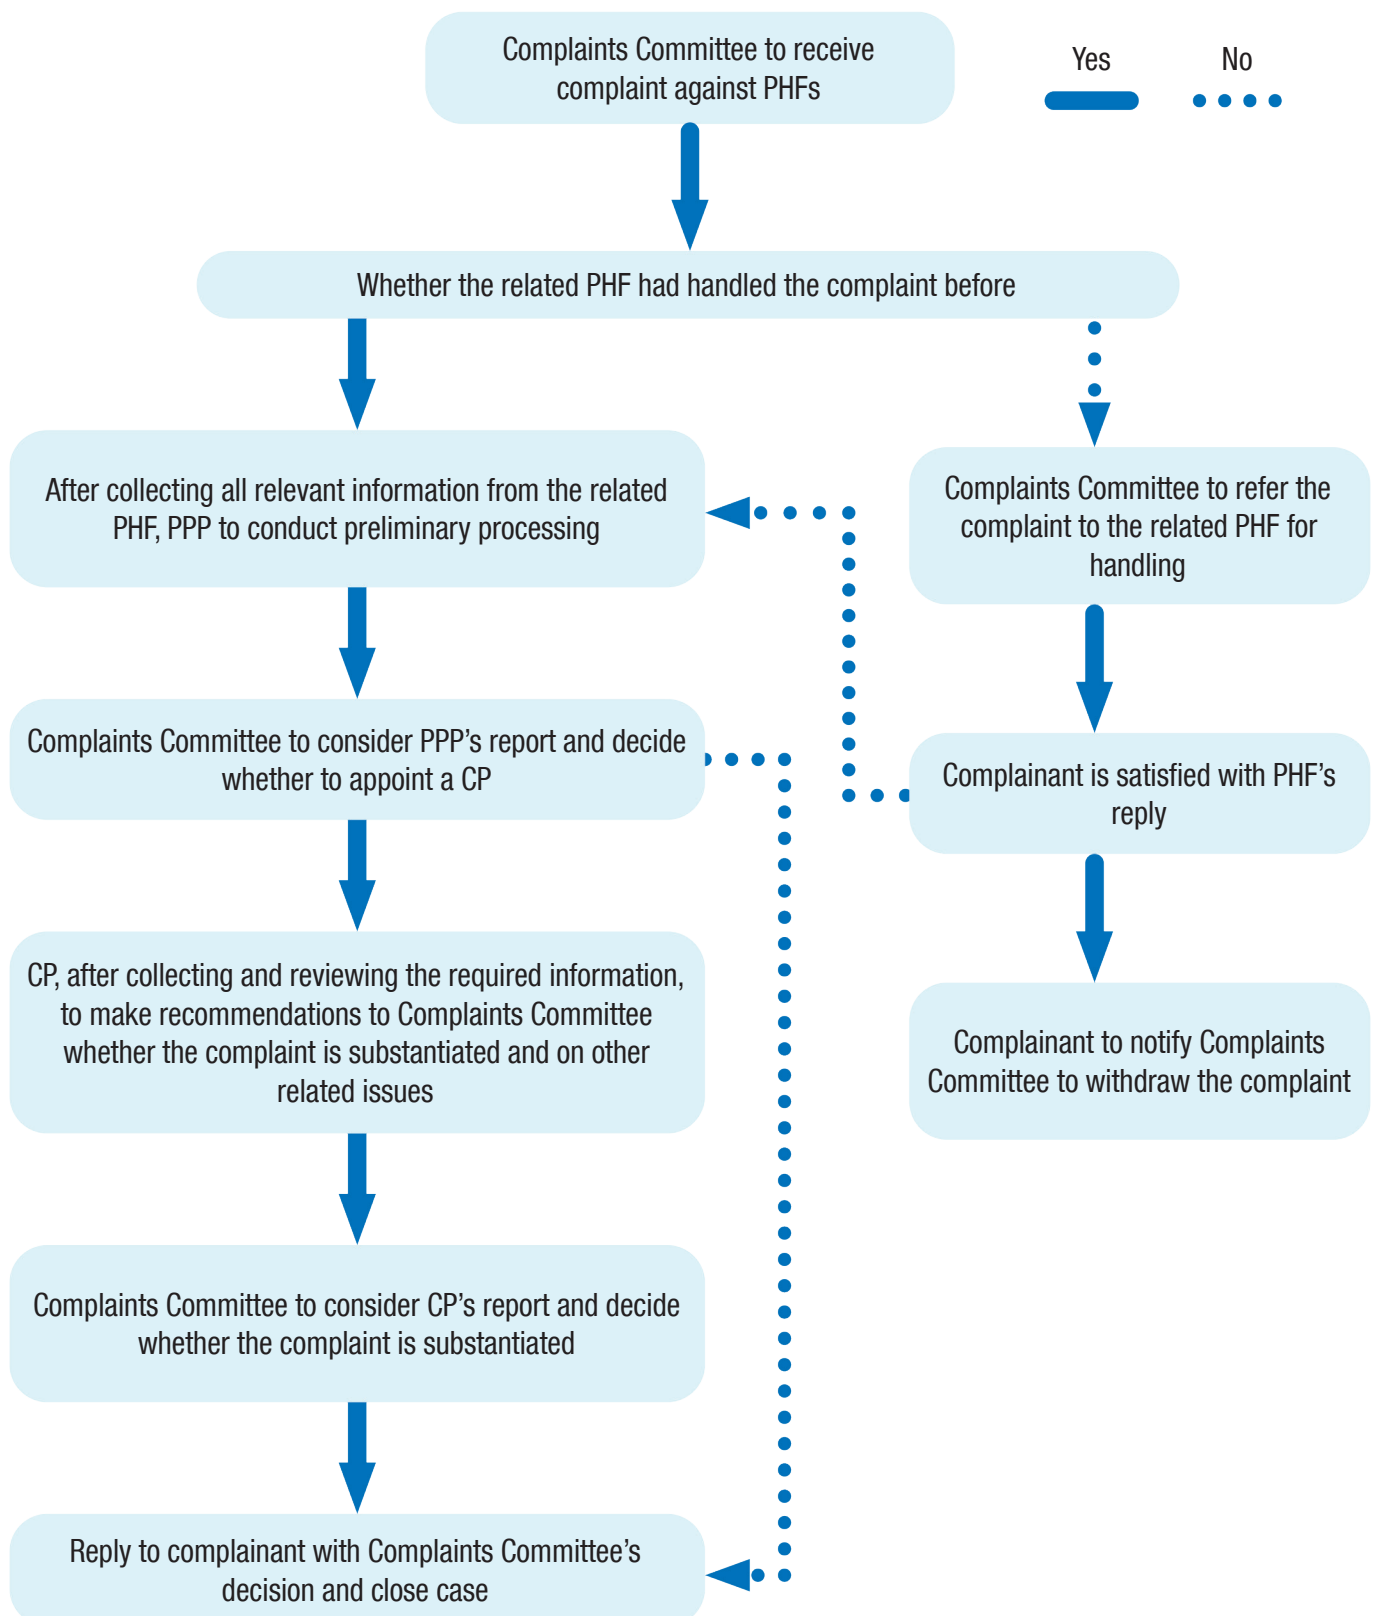 Complaints Committee to receive
complaint against PHFs
Yes
No
Whether the related PHF had handled the complaint before
After collecting all relevant information from the related
PHF, PPP to conduct preliminary processing
Complaints Committee to refer the
complaint to the related PHF for
handling
Complaints Committee to consider PPP’s report and decide
whether to appoint a CP
Complainant is satisfied with PHF’s
reply
CP, after collecting and reviewing the required information,
to make recommendations to Complaints Committee
whether the complaint is substantiated and on other
related issues
Complainant to notify Complaints
Committee to withdraw the complaint
Complaints Committee to consider CP’s report and decide
whether the complaint is substantiated
Reply to complainant with Complaints Committee’s
decision and close case